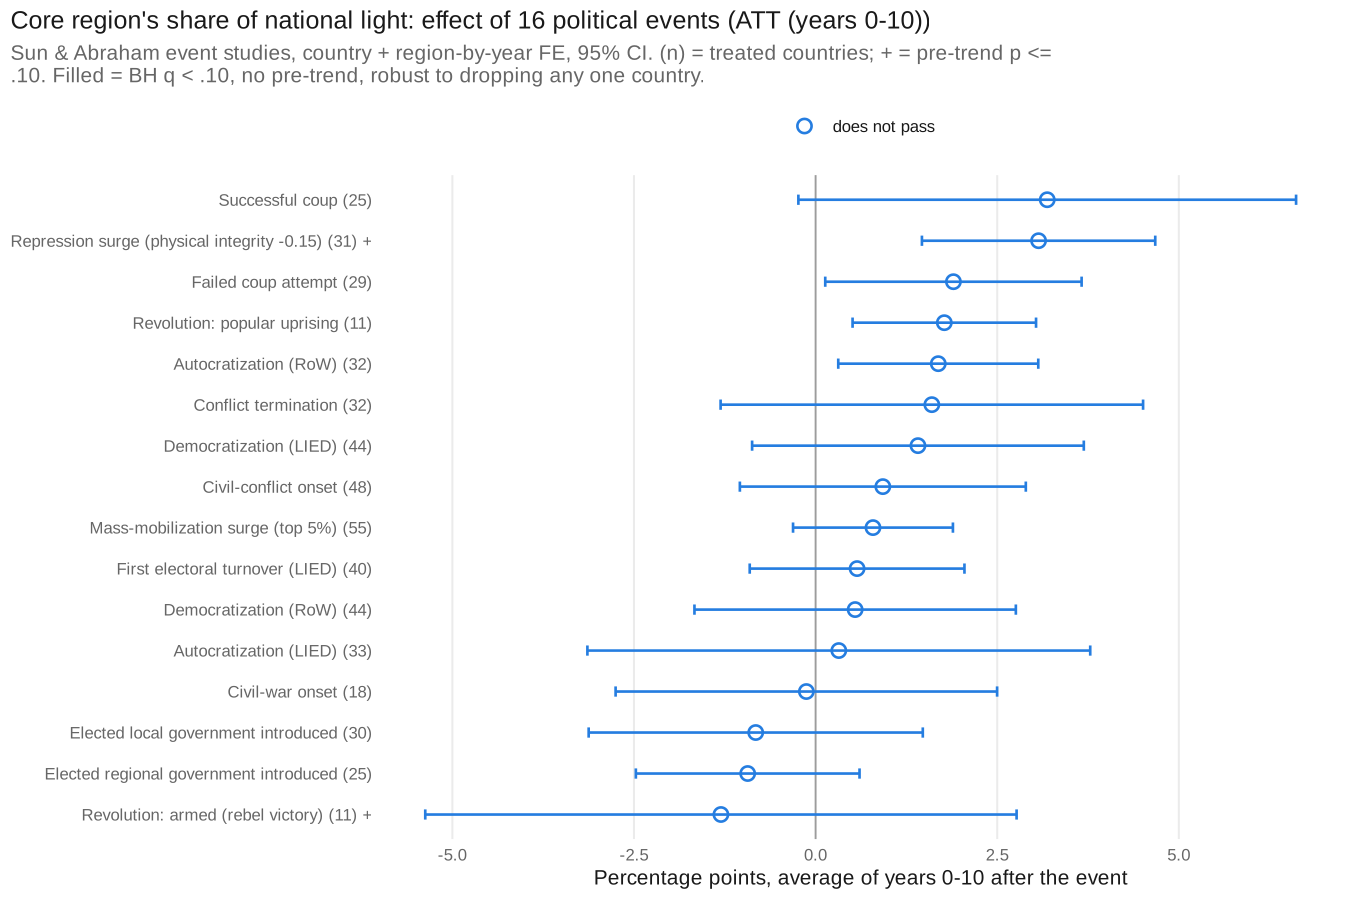 Core region's share of national light: effect of 16 political events (ATT (years 0-10))
Sun & Abraham event studies, country + region-by-year FE, 95% CI. (n) = treated countries; + = pre-trend p <=
.10. Filled = BH q < .10, no pre-trend, robust to dropping any one country.
does not pass
Successful coup (25)
Repression surge (physical integrity -0.15) (31) +
Failed coup attempt (29)
Revolution: popular uprising (11)
Autocratization (RoW) (32)
Conflict termination (32)
Democratization (LIED) (44)
Civil-conflict onset (48)
Mass-mobilization surge (top 5%) (55)
First electoral turnover (LIED) (40)
Democratization (RoW) (44)
Autocratization (LIED) (33)
Civil-war onset (18)
Elected local government introduced (30)
Elected regional government introduced (25)
Revolution: armed (rebel victory) (11) +
-5.0 -2.5 0.0 2.5 5.0
Percentage points, average of years 0-10 after the event